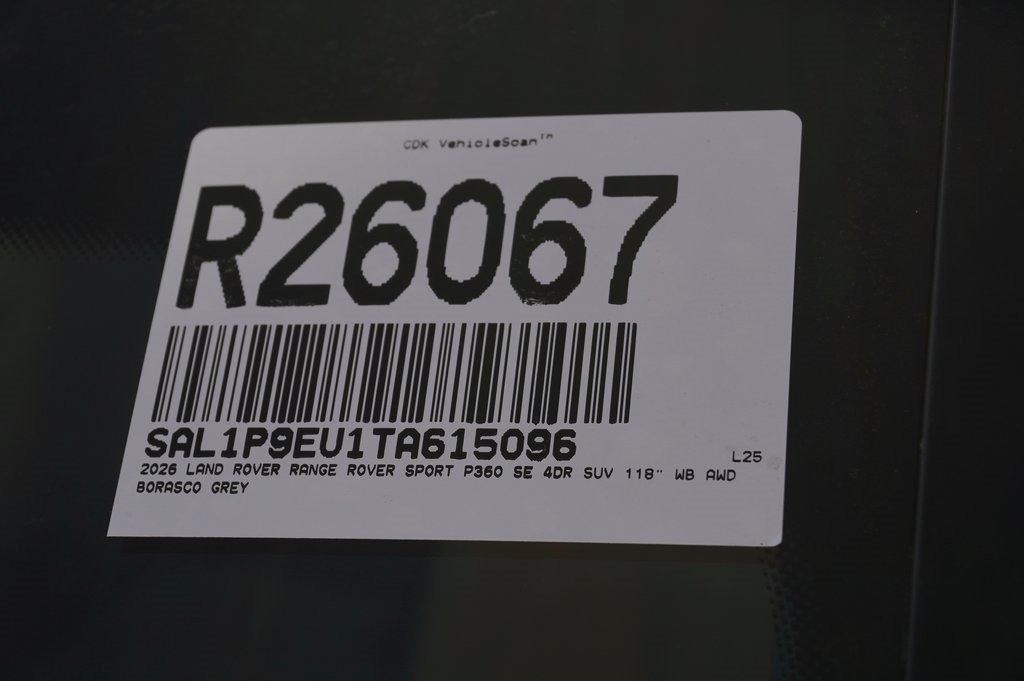 CDK VehicleScan™
R26067
SAL1P9EU1TA615096
L25
2026 LAND ROVER RANGE ROVER SPORT P360 SE 4DR SUV 118" WB AWD
BORASCO GREY